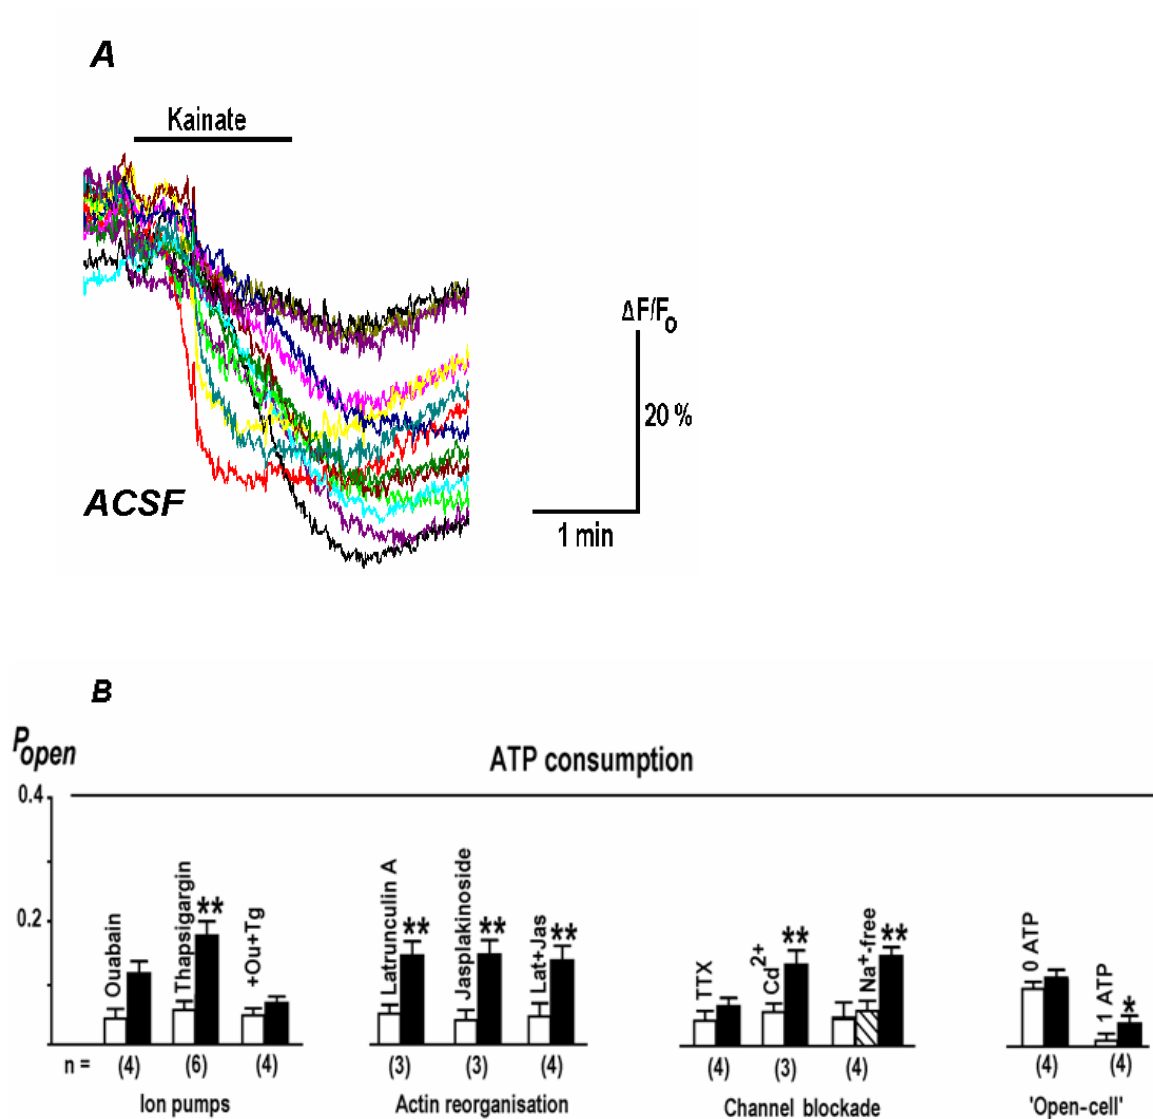 A
Kainate
ΔF/Fo
20 %
ACSF
1 min
B
Popen
ATP consumption
0.4
0.2
Ouabain
Thapsigargin
**
+Ou+Tg
Latrunculin A
**
Jasplakinoside
**
Lat+Jas
**
TTX
Cd2+
**
Na+-free
**
0 ATP
1 ATP
*
n = (4) (6) (4) (3) (3) (4) (4) (3) (4) (4) (4)
Ion pumps Actin reorganisation Channel blockade 'Open-cell'